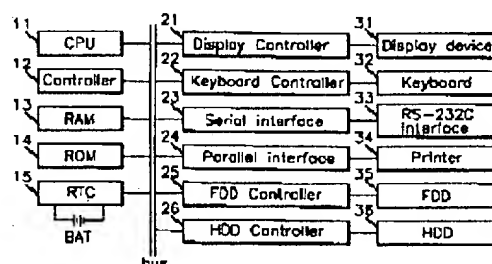 11 CPU 21 Display Controller 31 Display device
12 Controller 22 Keyboard Controller 32 Keyboard
13 RAM 23 Serial interface 33 RS-232C Interface
14 ROM 24 Parallel interface 34 Printer
15 RTC 25 FDD Controller 35 FDD
BAT 26 HDD Controller 36 HDD
bus